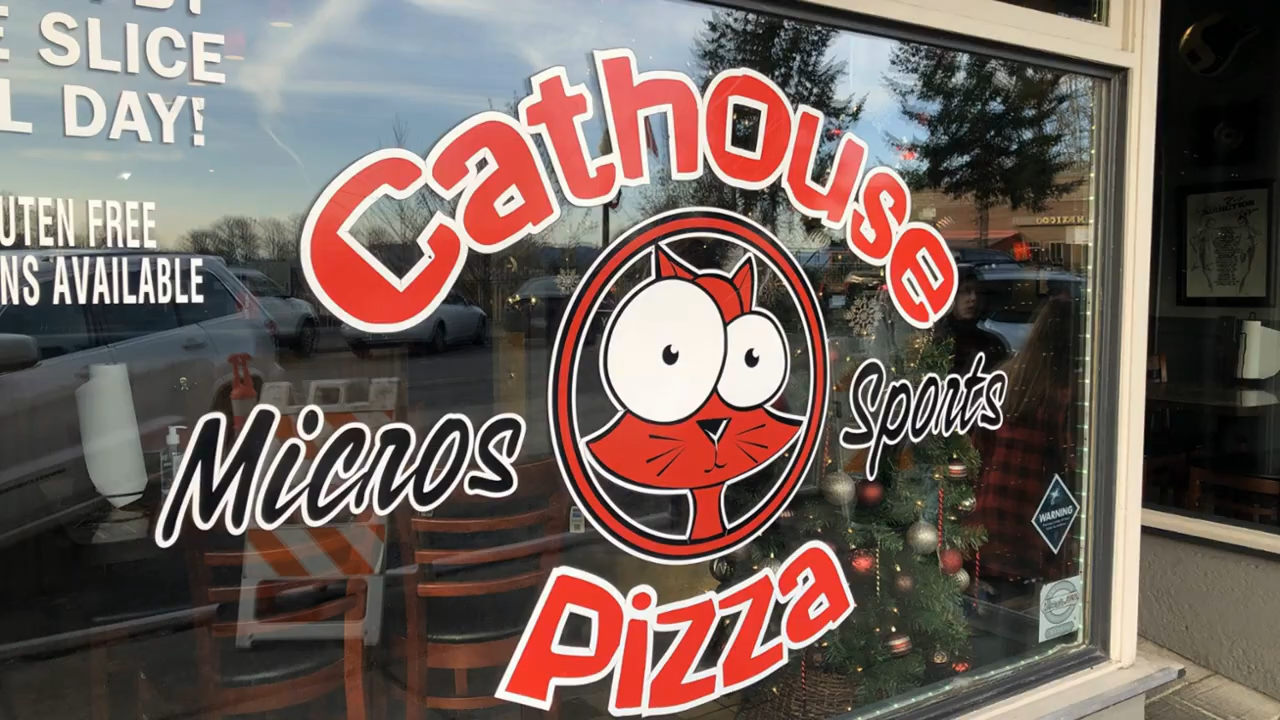 E SLICE
L DAY!
UTEN FREE
NS AVAILABLE
Cathouse
Micros
Sports
Pizza
WARNING